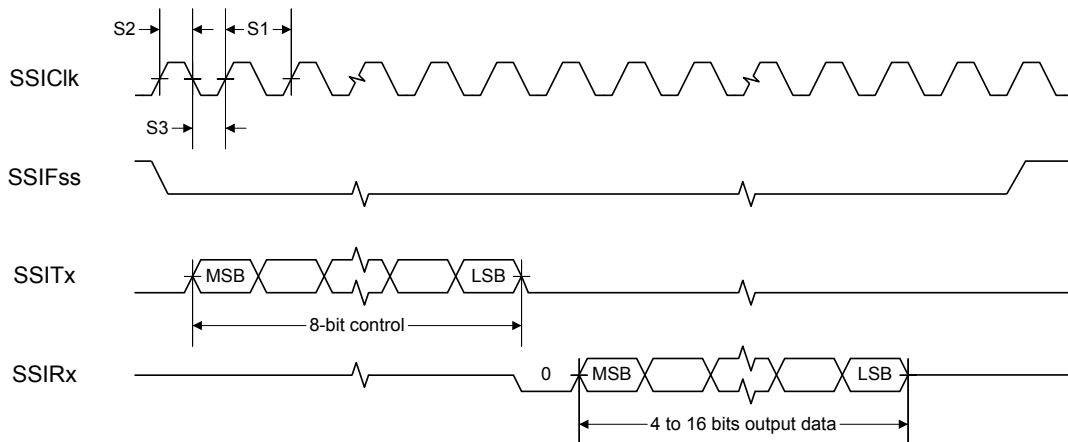 S2
S1
SSIClk
S3
SSIFss
SSITx
MSB
LSB
8-bit control
SSIRx
0
MSB
LSB
4 to 16 bits output data